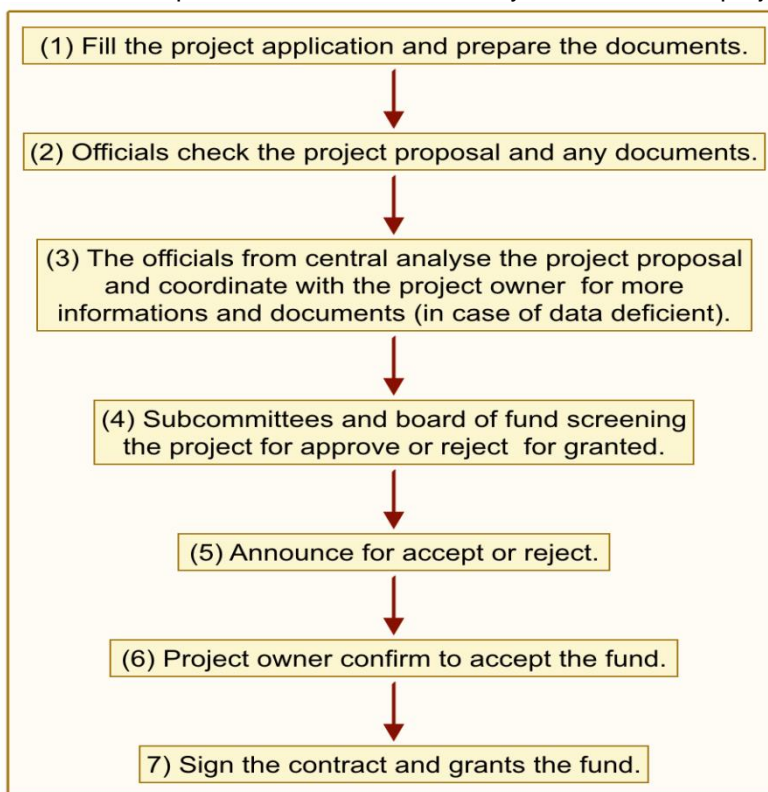 (1) Fill the project application and prepare the documents.
(2) Officials check the project proposal and any documents.
(3) The officials from central analyse the project proposal
and coordinate with the project owner for more
informations and documents (in case of data deficient).
(4) Subcommittees and board of fund screening
the project for approve or reject for granted.
(5) Announce for accept or reject.
(6) Project owner confirm to accept the fund.
7) Sign the contract and grants the fund.